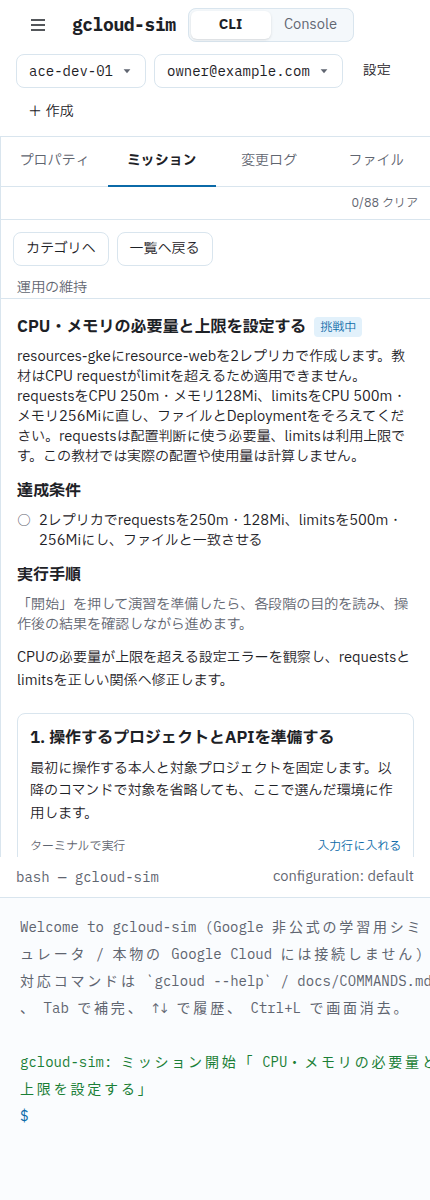 gcloud-sim CLI Console
ace-dev-01 owner@example.com 設定
+ 作成
プロパティ ミッション 変更ログ ファイル
0/88 クリア
カテゴリへ 一覧へ戻る
運用の維持
CPU・メモリの必要量と上限を設定する 挑戦中
resources-gkeにresource-webを2レプリカで作成します。教
材はCPU requestがlimitを超えるため適用できません。
requestsをCPU 250m・メモリ128Mi、limitsをCPU 500m・
メモリ256Miに直し、ファイルとDeploymentをそろえてくだ
さい。requestsは配置判断に使う必要量、limitsは利用上限で
す。この教材では実際の配置や使用量は計算しません。
達成条件
○ 2レプリカでrequestsを250m・128Mi、limitsを500m・
256Miにし、ファイルと一致させる
実行手順
「開始」を押して演習を準備したら、各段階の目的を読み、操
作後の結果を確認しながら進めます。
CPUの必要量が上限を超える設定エラーを観察し、requestsと
limitsを正しい関係へ修正します。
1. 操作するプロジェクトとAPIを準備する
最初に操作する本人と対象プロジェクトを固定します。以
降のコマンドで対象を省略しても、ここで選んだ環境に作
用します。
ターミナルで実行 入力行に入れる
bash — gcloud-sim configuration: default
Welcome to gcloud-sim (Google 非公式の学習用シミ
ュレータ / 本物の Google Cloud には接続しません)
対応コマンドは `gcloud --help` / docs/COMMANDS.md
、 Tab で補完、 ↑↓ で履歴、 Ctrl+L で画面消去。
gcloud-sim: ミッション開始「 CPU・メモリの必要量と
上限を設定する」
$